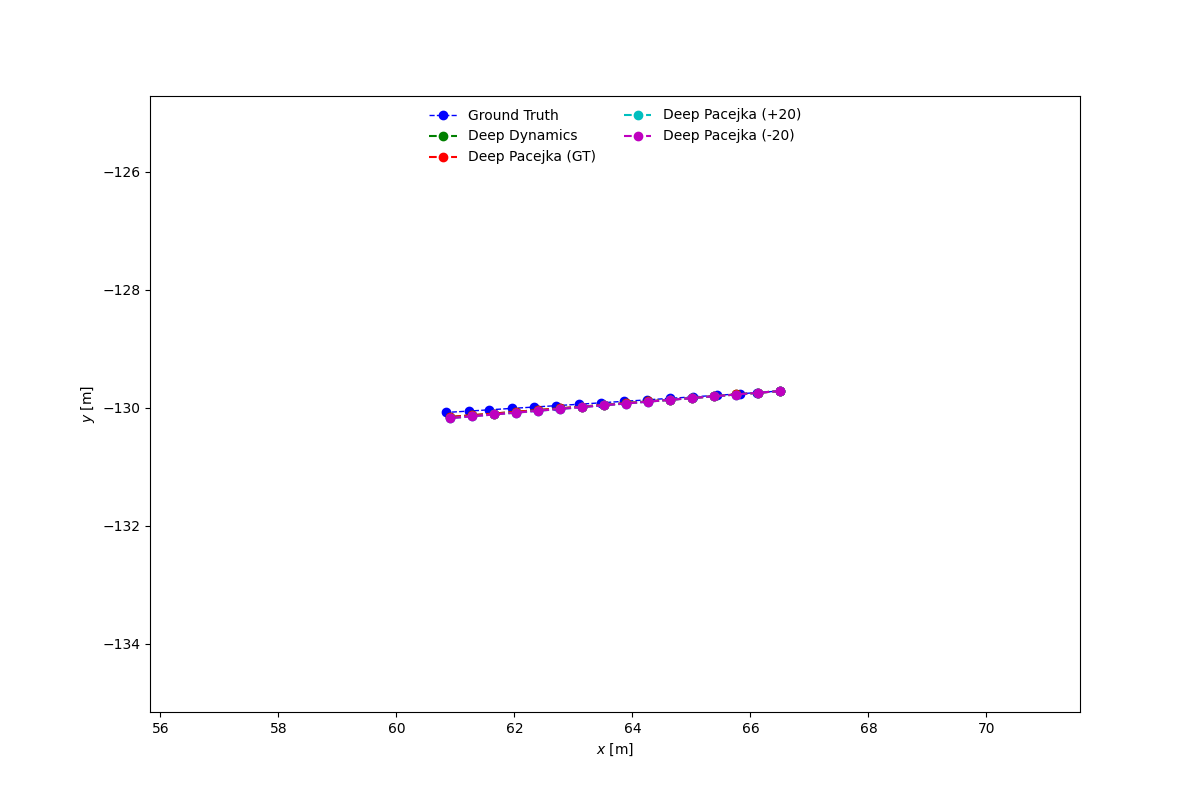 Ground Truth
Deep Dynamics
Deep Pacejka (GT)
Deep Pacejka (+20)
Deep Pacejka (-20)
−126
−128
−130
−132
−134
y [m]
56 58 60 62 64 66 68 70
x [m]